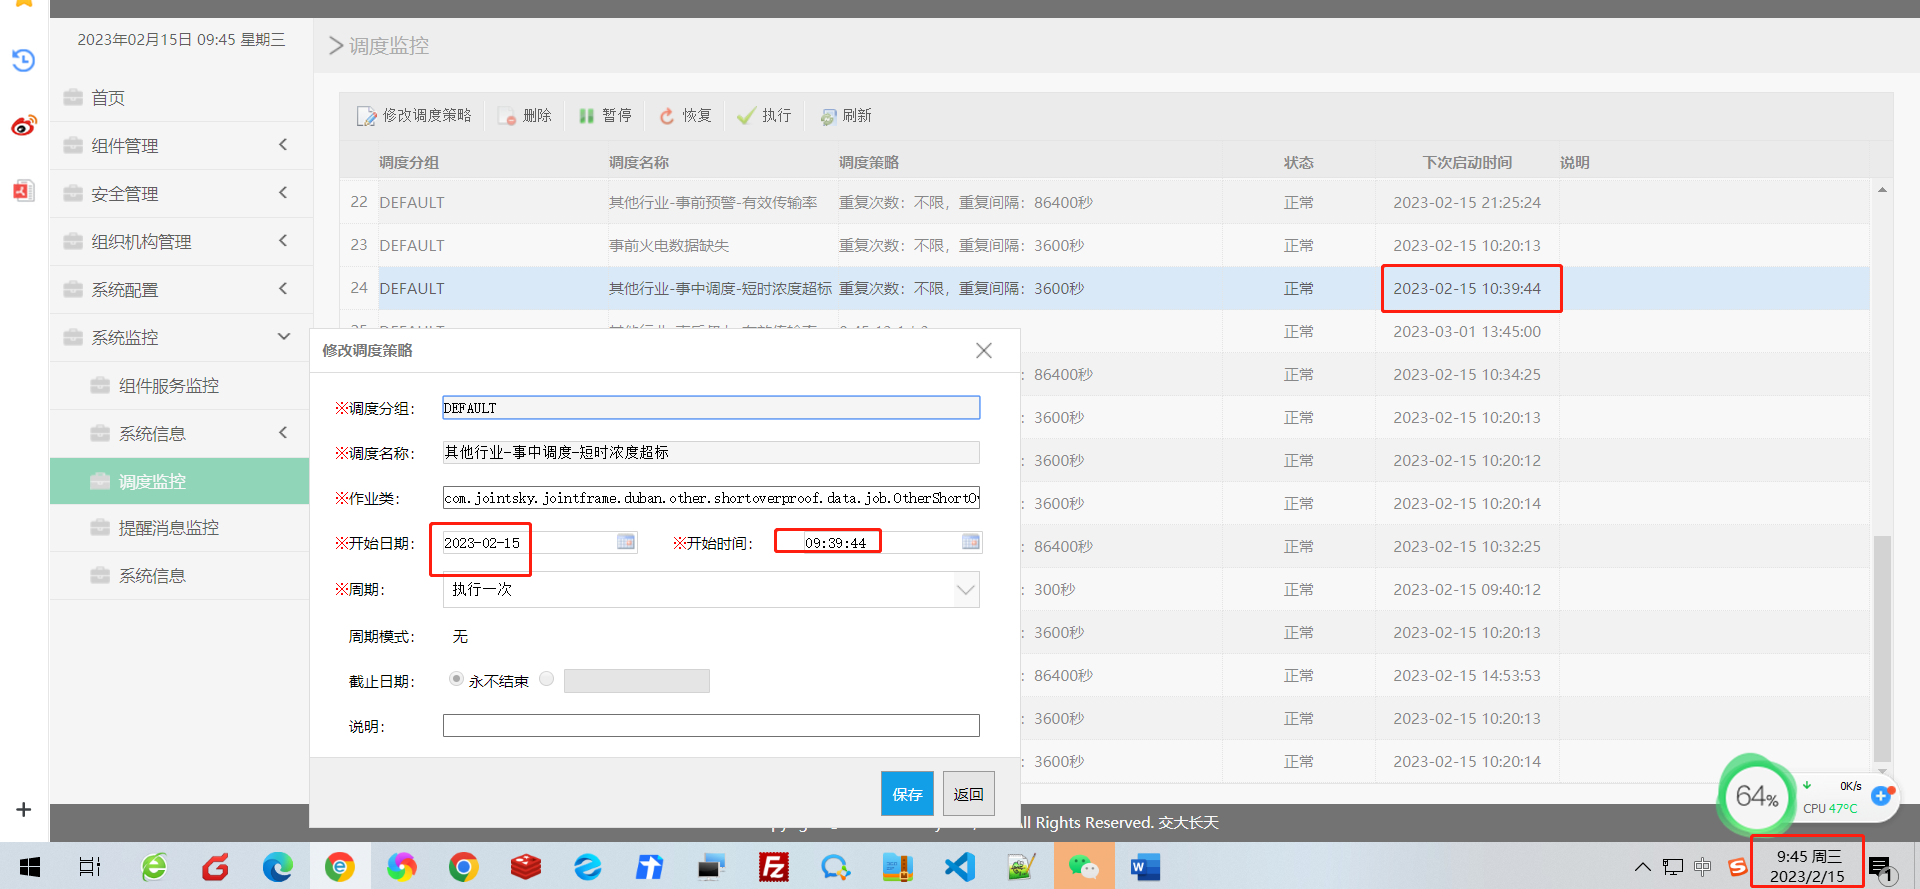 2023年02月15日 09:45 星期三
调度监控
首页
组件管理
安全管理
组织机构管理
系统配置
系统监控
组件服务监控
系统信息
调度监控
提醒消息监控
系统信息
修改调度策略 删除 暂停 恢复 执行 刷新
调度分组 调度名称 调度策略 状态 下次启动时间 说明
22 DEFAULT 其他行业-事前预警-有效传输率 重复次数：不限，重复间隔：86400秒 正常 2023-02-15 21:25:24
23 DEFAULT 事前火电数据缺失 重复次数：不限，重复间隔：3600秒 正常 2023-02-15 10:20:13
24 DEFAULT 其他行业-事中调度-短时浓度超标 重复次数：不限，重复间隔：3600秒 正常 2023-02-15 10:39:44
正常 2023-03-01 13:45:00
：86400秒 正常 2023-02-15 10:34:25
：3600秒 正常 2023-02-15 10:20:13
：3600秒 正常 2023-02-15 10:20:12
：3600秒 正常 2023-02-15 10:20:14
：86400秒 正常 2023-02-15 10:32:25
：300秒 正常 2023-02-15 09:40:12
：3600秒 正常 2023-02-15 10:20:13
：86400秒 正常 2023-02-15 14:53:53
：3600秒 正常 2023-02-15 10:20:13
：3600秒 正常 2023-02-15 10:20:14
修改调度策略
※调度分组： DEFAULT
※调度名称： 其他行业-事中调度-短时浓度超标
※作业类： com.jointsky.jointframe.duban.other.shortoverproof.data.job.OtherShortO
※开始日期： 2023-02-15 ※开始时间： 09:39:44
※周期： 执行一次
周期模式： 无
截止日期： 永不结束
说明：
保存 返回
All Rights Reserved. 交大长天
64%
0K/s
CPU 47°C
中
9:45 周三
2023/2/15
1